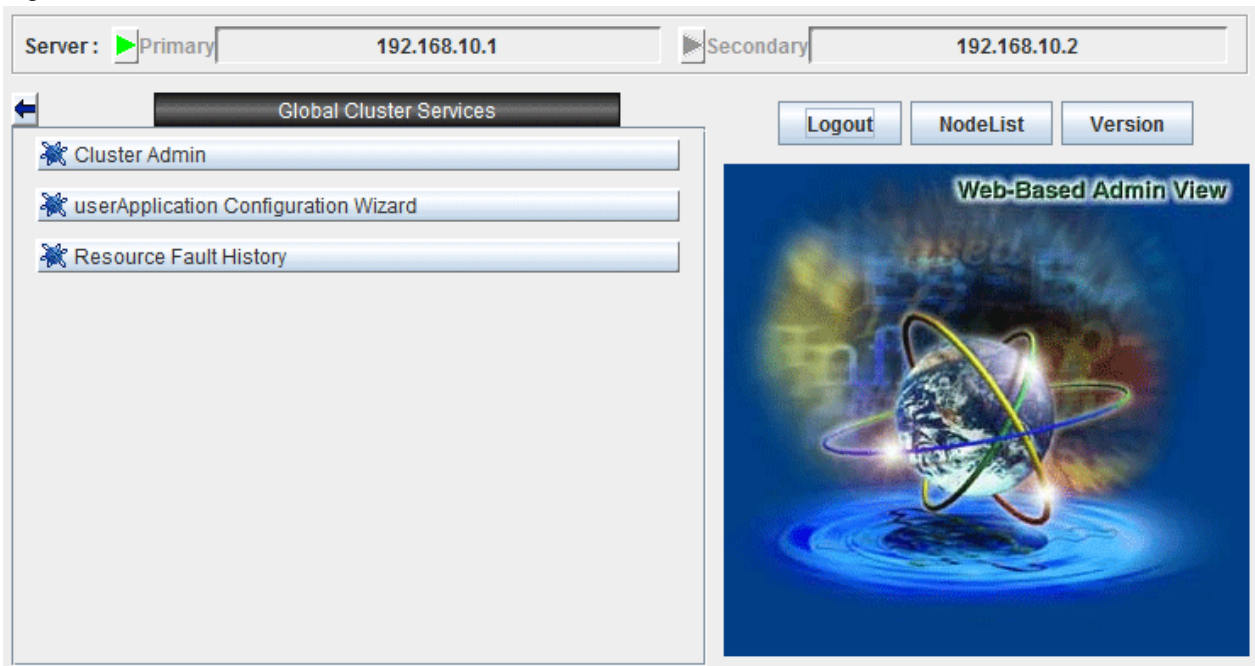 Server : Primary 192.168.10.1 Secondary 192.168.10.2
Global Cluster Services
Logout NodeList Version
Cluster Admin
userApplication Configuration Wizard
Resource Fault History
Web-Based Admin View